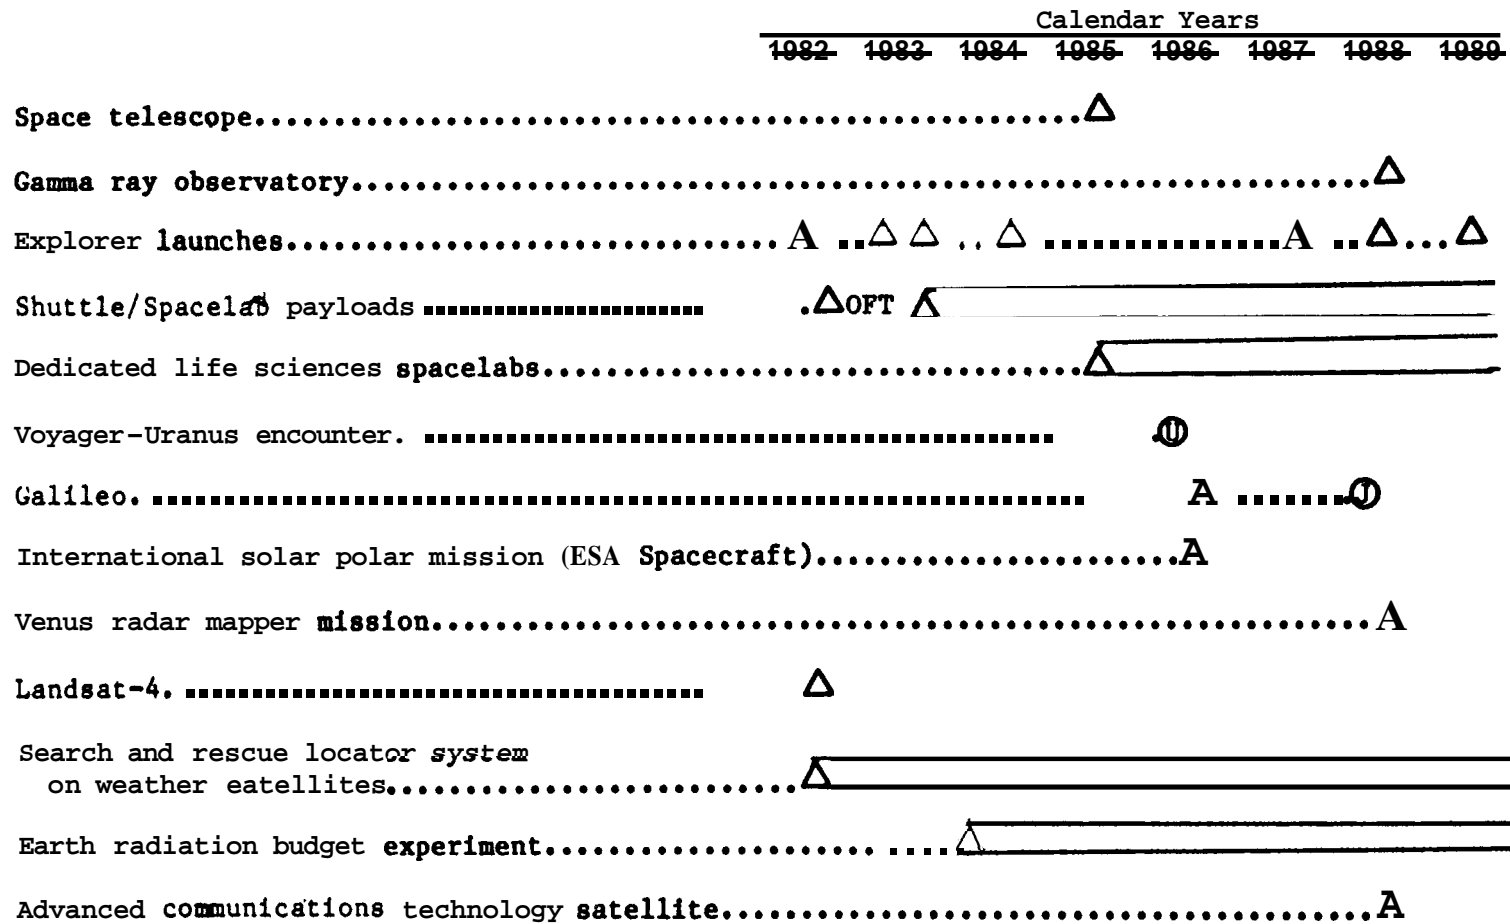 Calendar Years
1982 1983 1984 1985 1986 1987 1988 1989
Space telescope.......................................................△
Gamma ray observatory.................................................△
Explorer launches............................... A ..△ △ .. △ ............... A ..△...△
Shuttle/Spacelab payloads ..................... .△OFT △
Dedicated life sciences spacelabs..................................△
Voyager-Uranus encounter. ........................................ .Ⓤ
Galileo. ............................................................ A ........Ⓙ
International solar polar mission (ESA Spacecraft).......................A
Venus radar mapper mission............................................................A
Landsat-4. ....................................... △
Search and rescue locator system
on weather eatellites..........................△
Earth radiation budget experiment..................... ....△
Advanced communications technology satellite..........................................A